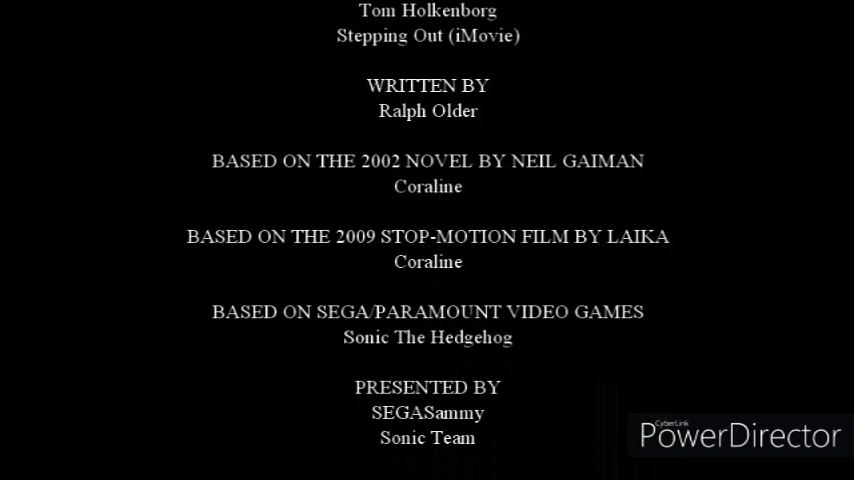 Tom Holkenborg
Stepping Out (iMovie)
WRITTEN BY
Ralph Older
BASED ON THE 2002 NOVEL BY NEIL GAIMAN
Coraline
BASED ON THE 2009 STOP-MOTION FILM BY LAIKA
Coraline
BASED ON SEGA/PARAMOUNT VIDEO GAMES
Sonic The Hedgehog
PRESENTED BY
SEGASammy
Sonic Team
CyberLink
PowerDirector